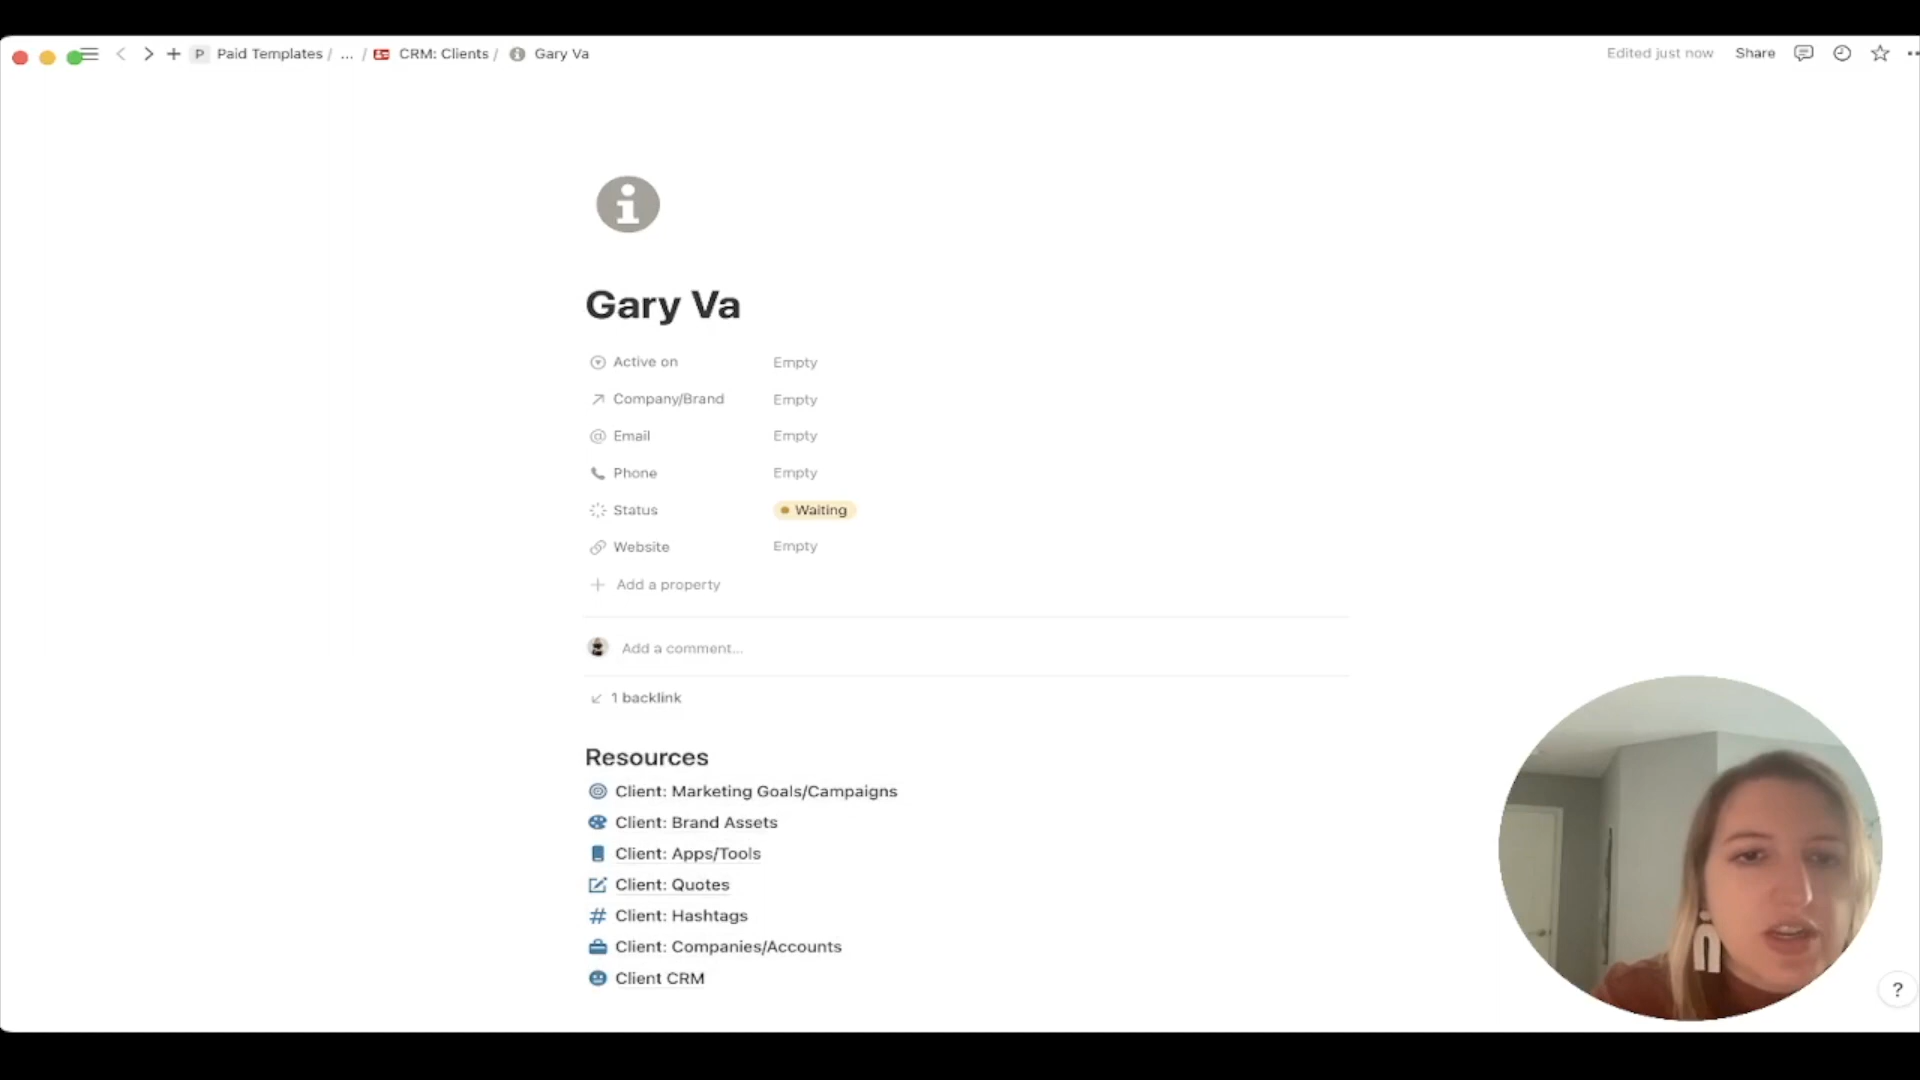 P Paid Templates / ... / CRM: Clients / Gary Va
Edited just now Share
Gary Va
Active on Empty
Company/Brand Empty
Email Empty
Phone Empty
Status Waiting
Website Empty
Add a property
Add a comment...
1 backlink
Resources
Client: Marketing Goals/Campaigns
Client: Brand Assets
Client: Apps/Tools
Client: Quotes
Client: Hashtags
Client: Companies/Accounts
Client CRM
?